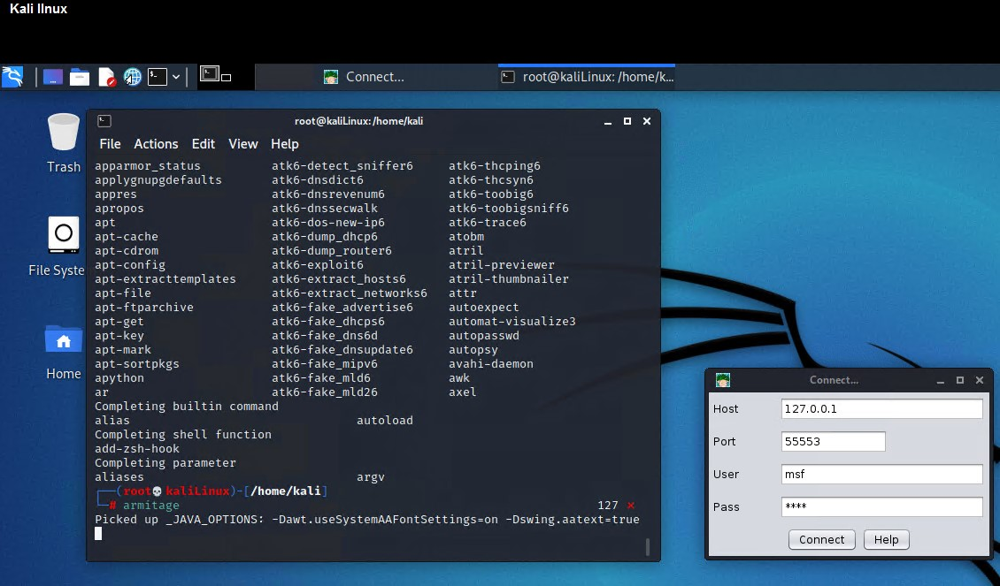 Kali lInux
Connect...
root@kaliLinux: /home/k...
Trash
File Syste
Home
root@kaliLinux: /home/kali
File Actions Edit View Help
apparmor_status atk6-detect_sniffer6 atk6-thcping6
applygnupgdefaults atk6-dnsdict6 atk6-thcsyn6
appres atk6-dnsrevenum6 atk6-toobig6
apropos atk6-dnssecwalk atk6-toobigsniff6
apt atk6-dos-new-ip6 atk6-trace6
apt-cache atk6-dump_dhcp6 atobm
apt-cdrom atk6-dump_router6 atril
apt-config atk6-exploit6 atril-previewer
apt-extracttemplates atk6-extract_hosts6 atril-thumbnailer
apt-file atk6-extract_networks6 attr
apt-ftparchive atk6-fake_advertise6 autoexpect
apt-get atk6-fake_dhcps6 automat-visualize3
apt-key atk6-fake_dns6d autopasswd
apt-mark atk6-fake_dnsupdate6 autopsy
apt-sortpkgs atk6-fake_mipv6 avahi-daemon
apython atk6-fake_mld6 awk
ar atk6-fake_mld26 axel
Completing builtin command
alias autoload
Completing shell function
add-zsh-hook
Completing parameter
aliases argv
(root💀kaliLinux)-[/home/kali]
# armitage 127 ×
Picked up _JAVA_OPTIONS: -Dawt.useSystemAAFontSettings=on -Dswing.aatext=true
Connect...
Host 127.0.0.1
Port 55553
User msf
Pass ****
Connect Help